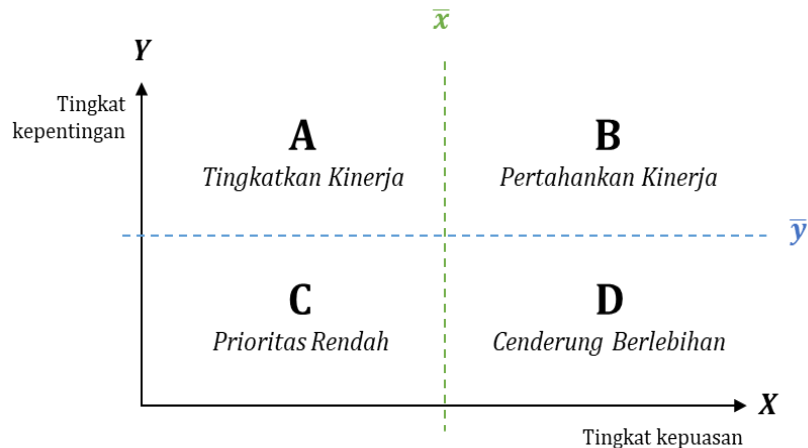 x̅
Y
Tingkat
kepentingan
A
Tingkatkan Kinerja
B
Pertahankan Kinerja
y̅
C
Prioritas Rendah
D
Cenderung Berlebihan
X
Tingkat kepuasan